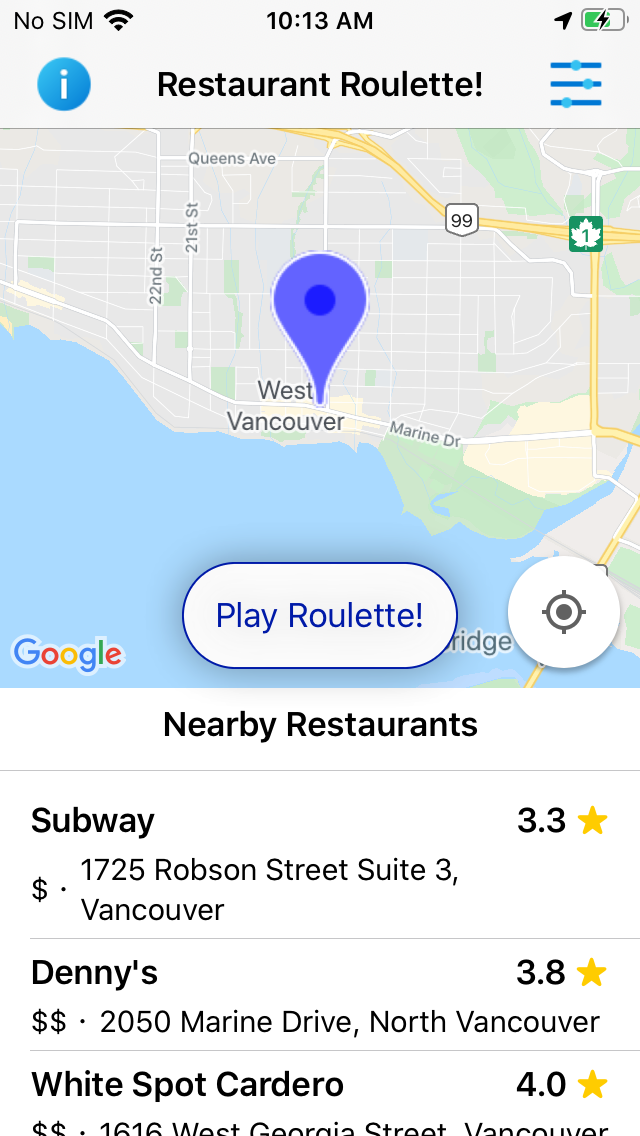 No SIM 10:13 AM
i Restaurant Roulette!
Queens Ave
21st St
22nd St
99
1
West
Vancouver
Marine Dr
Play Roulette!
ridge
Google
Nearby Restaurants
Subway 3.3
$ · 1725 Robson Street Suite 3,
Vancouver
Denny's 3.8
$$ · 2050 Marine Drive, North Vancouver
White Spot Cardero 4.0
$$ · 1616 West Georgia Street, Vancouver